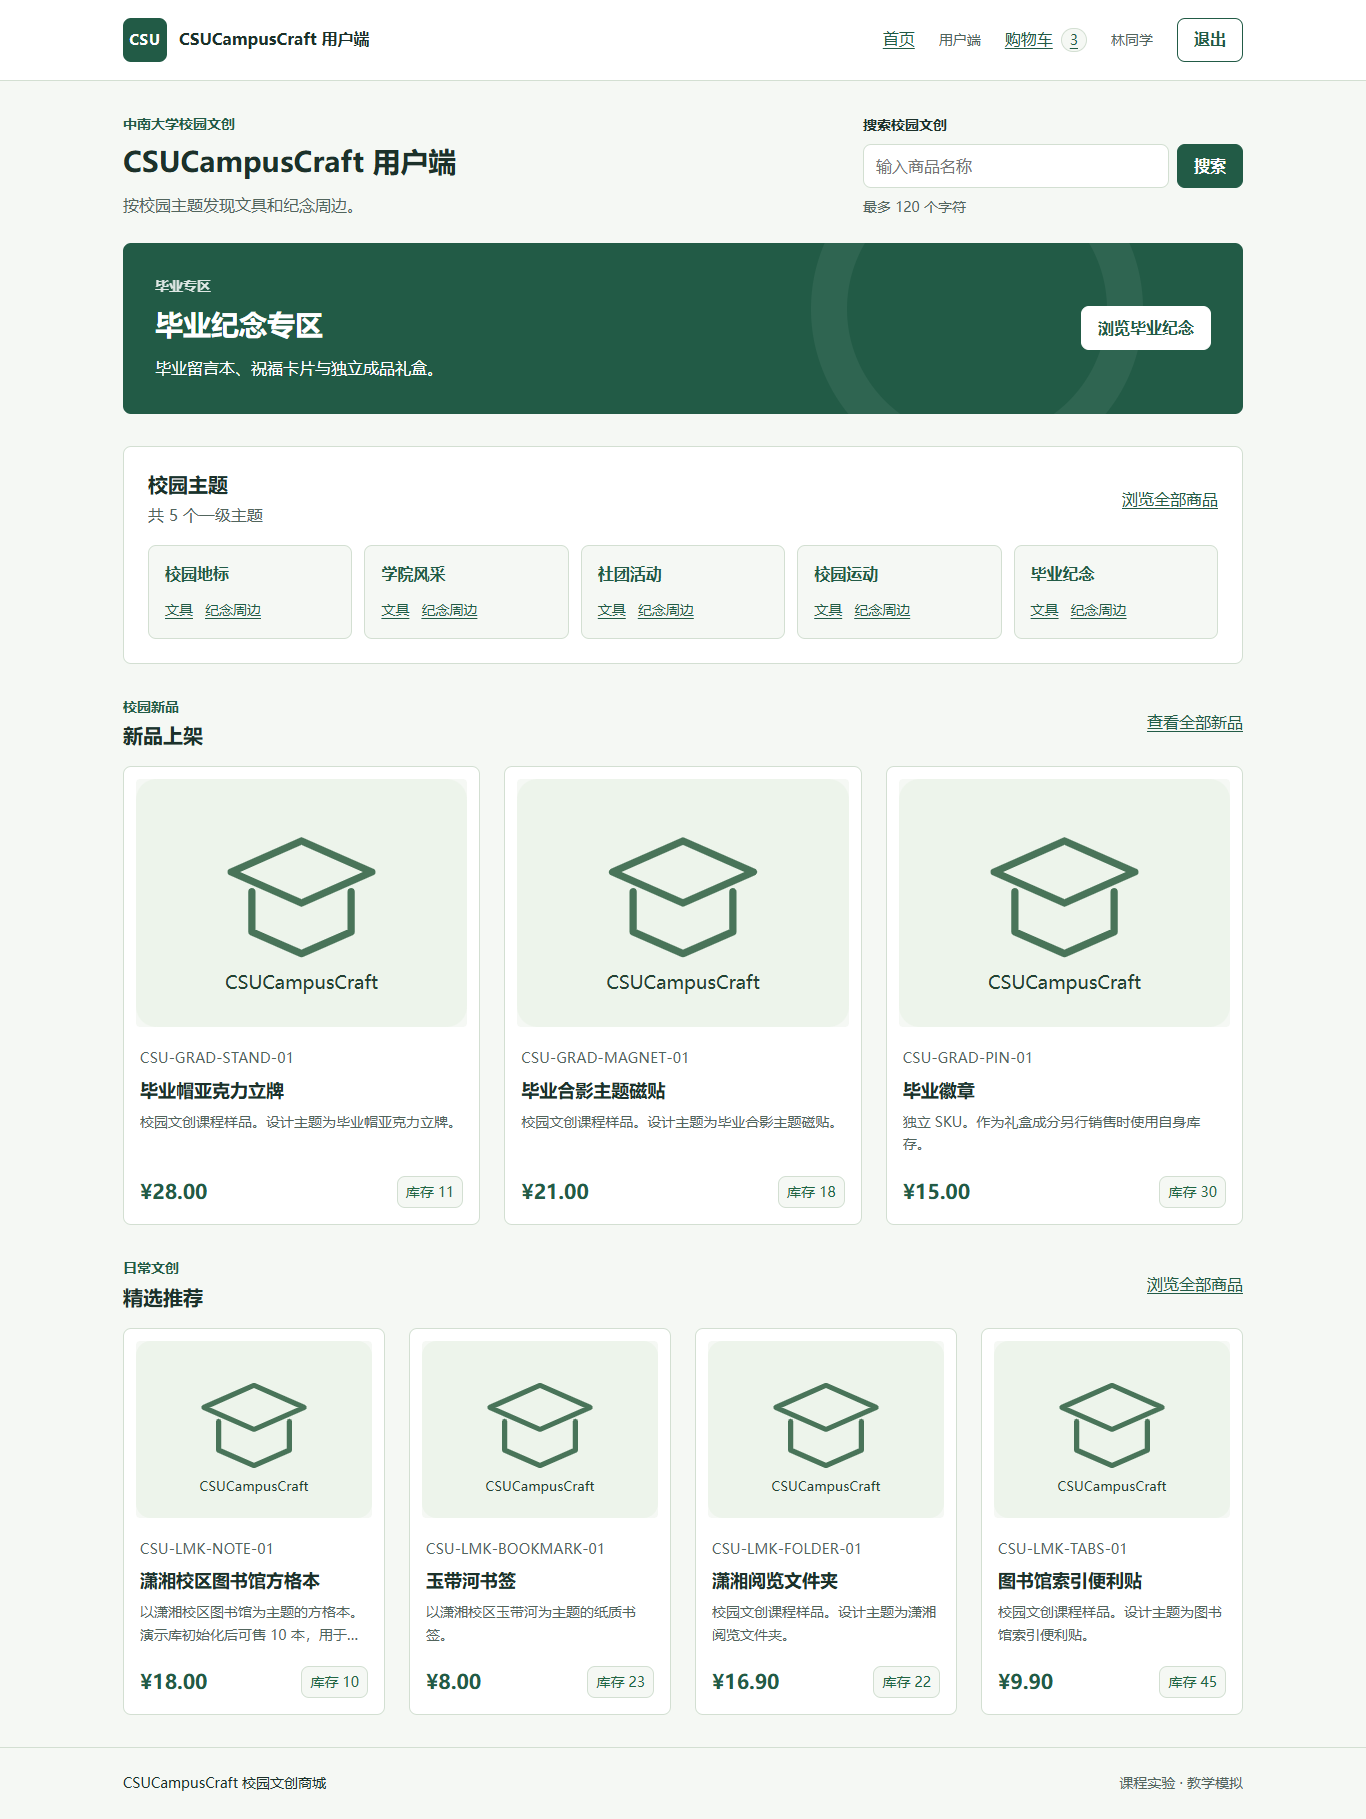 CSU CSUCampusCraft 用户端 首页 用户端 购物车 3 林同学 退出
中南大学校园文创
CSUCampusCraft 用户端
按校园主题发现文具和纪念周边。
搜索校园文创
输入商品名称 搜索
最多 120 个字符
毕业专区
毕业纪念专区
毕业留言本、祝福卡片与独立成品礼盒。
浏览毕业纪念
校园主题
共 5 个一级主题
浏览全部商品
校园地标 学院风采 社团活动 校园运动 毕业纪念
文具 纪念周边 文具 纪念周边 文具 纪念周边 文具 纪念周边 文具 纪念周边
校园新品
新品上架
查看全部新品
CSUCampusCraft CSUCampusCraft CSUCampusCraft
CSU-GRAD-STAND-01
毕业帽亚克力立牌
校园文创课程样品。设计主题为毕业帽亚克力立牌。
¥28.00 库存 11
CSU-GRAD-MAGNET-01
毕业合影主题磁贴
校园文创课程样品。设计主题为毕业合影主题磁贴。
¥21.00 库存 18
CSU-GRAD-PIN-01
毕业徽章
独立 SKU。作为礼盒成分另行销售时使用自身库
存。
¥15.00 库存 30
日常文创
精选推荐
浏览全部商品
CSUCampusCraft CSUCampusCraft CSUCampusCraft CSUCampusCraft
CSU-LMK-NOTE-01
潇湘校区图书馆方格本
以潇湘校区图书馆为主题的方格本。
演示库初始化后可售 10 本，用于...
¥18.00 库存 10
CSU-LMK-BOOKMARK-01
玉带河书签
以潇湘校区玉带河为主题的纸质书
签。
¥8.00 库存 23
CSU-LMK-FOLDER-01
潇湘阅览文件夹
校园文创课程样品。设计主题为潇湘
阅览文件夹。
¥16.90 库存 22
CSU-LMK-TABS-01
图书馆索引便利贴
校园文创课程样品。设计主题为图书
馆索引便利贴。
¥9.90 库存 45
CSUCampusCraft 校园文创商城
课程实验 · 教学模拟